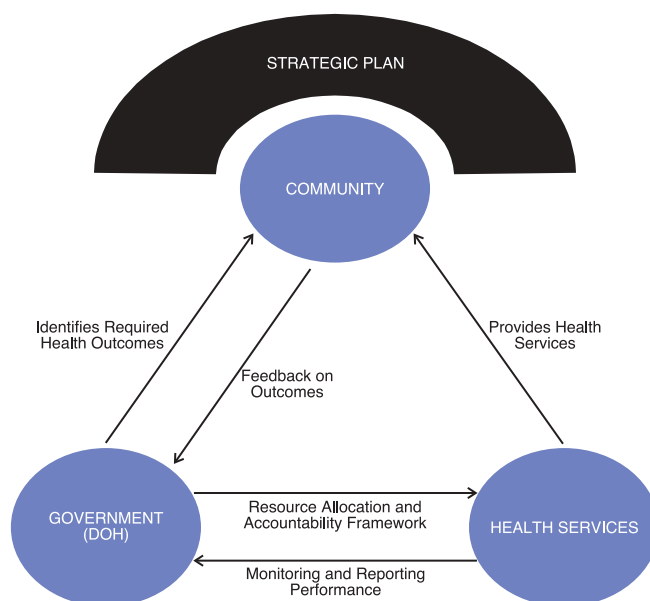 STRATEGIC PLAN
COMMUNITY
Identifies Required
Health Outcomes
Provides Health
Services
Feedback on
Outcomes
GOVERNMENT
(DOH)
Resource Allocation and
Accountability Framework
HEALTH SERVICES
Monitoring and Reporting
Performance